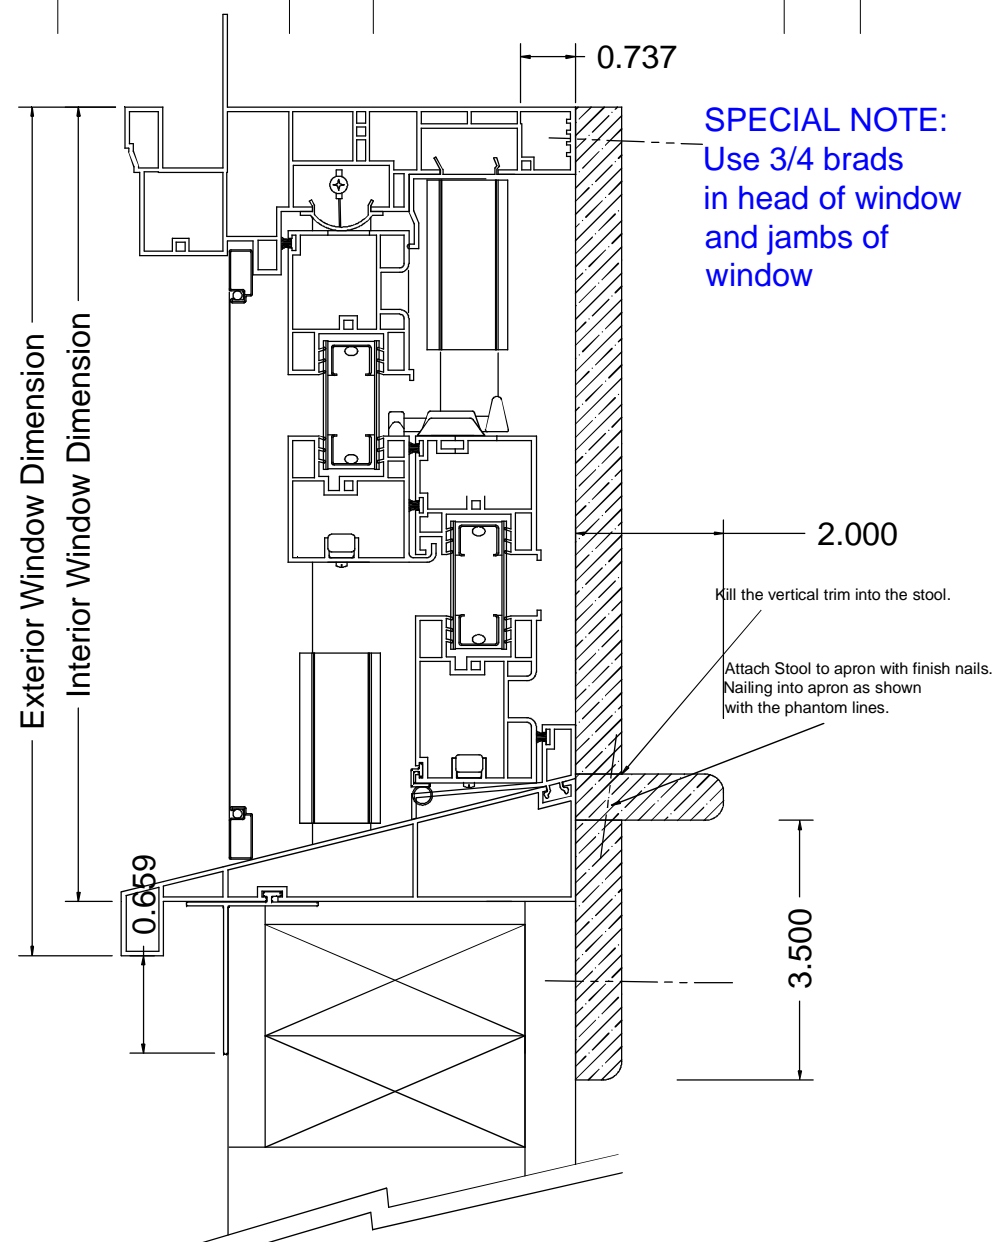 0.737
SPECIAL NOTE:
Use 3/4 brads
in head of window
and jambs of
window
Exterior Window Dimension
Interior Window Dimension
2.000
Kill the vertical trim into the stool.
Attach Stool to apron with finish nails.
Nailing into apron as shown
with the phantom lines.
0.659
3.500